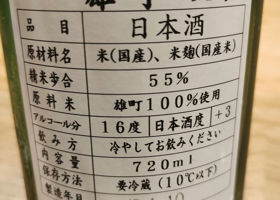 雄町
品目 日本酒
原材料名 米(国産)、米麹(国産米)
精米歩合 55%
原料米 雄町100%使用
アルコール分 16度 日本酒度 +3
飲み方 冷やしてお飲みください
内容量 720ml
保存方法 要冷蔵(10℃以下)
製造年月